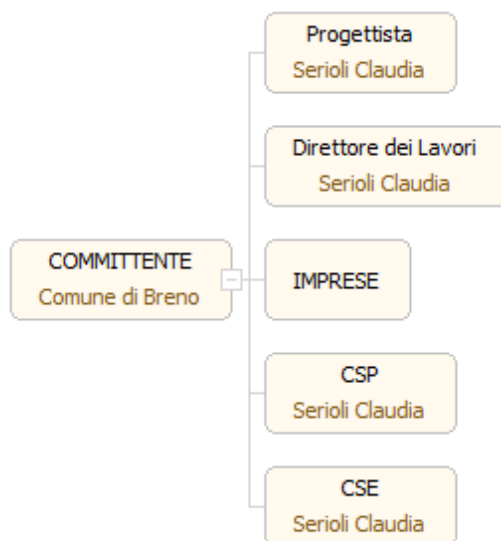 Progettista
Serioli Claudia
Direttore dei Lavori
Serioli Claudia
COMMITTENTE
Comune di Breno
IMPRESE
CSP
Serioli Claudia
CSE
Serioli Claudia